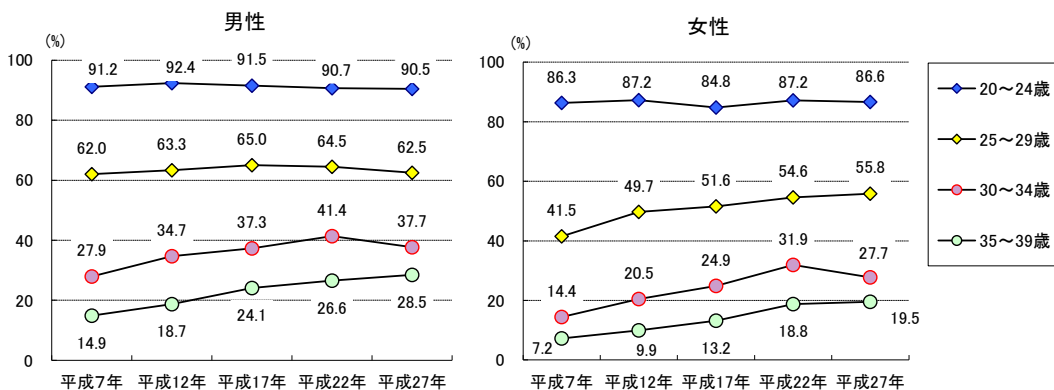 男性
(%)
100
80
60
40
20
0
91.2 92.4 91.5 90.7 90.5
62.0 63.3 65.0 64.5 62.5
27.9 34.7 37.3 41.4 37.7
14.9 18.7 24.1 26.6 28.5
平成7年 平成12年 平成17年 平成22年 平成27年
女性
(%)
100
80
60
40
20
0
86.3 87.2 84.8 87.2 86.6
41.5 49.7 51.6 54.6 55.8
14.4 20.5 24.9 31.9 27.7
7.2 9.9 13.2 18.8 19.5
平成7年 平成12年 平成17年 平成22年 平成27年
20～24歳
25～29歳
30～34歳
35～39歳